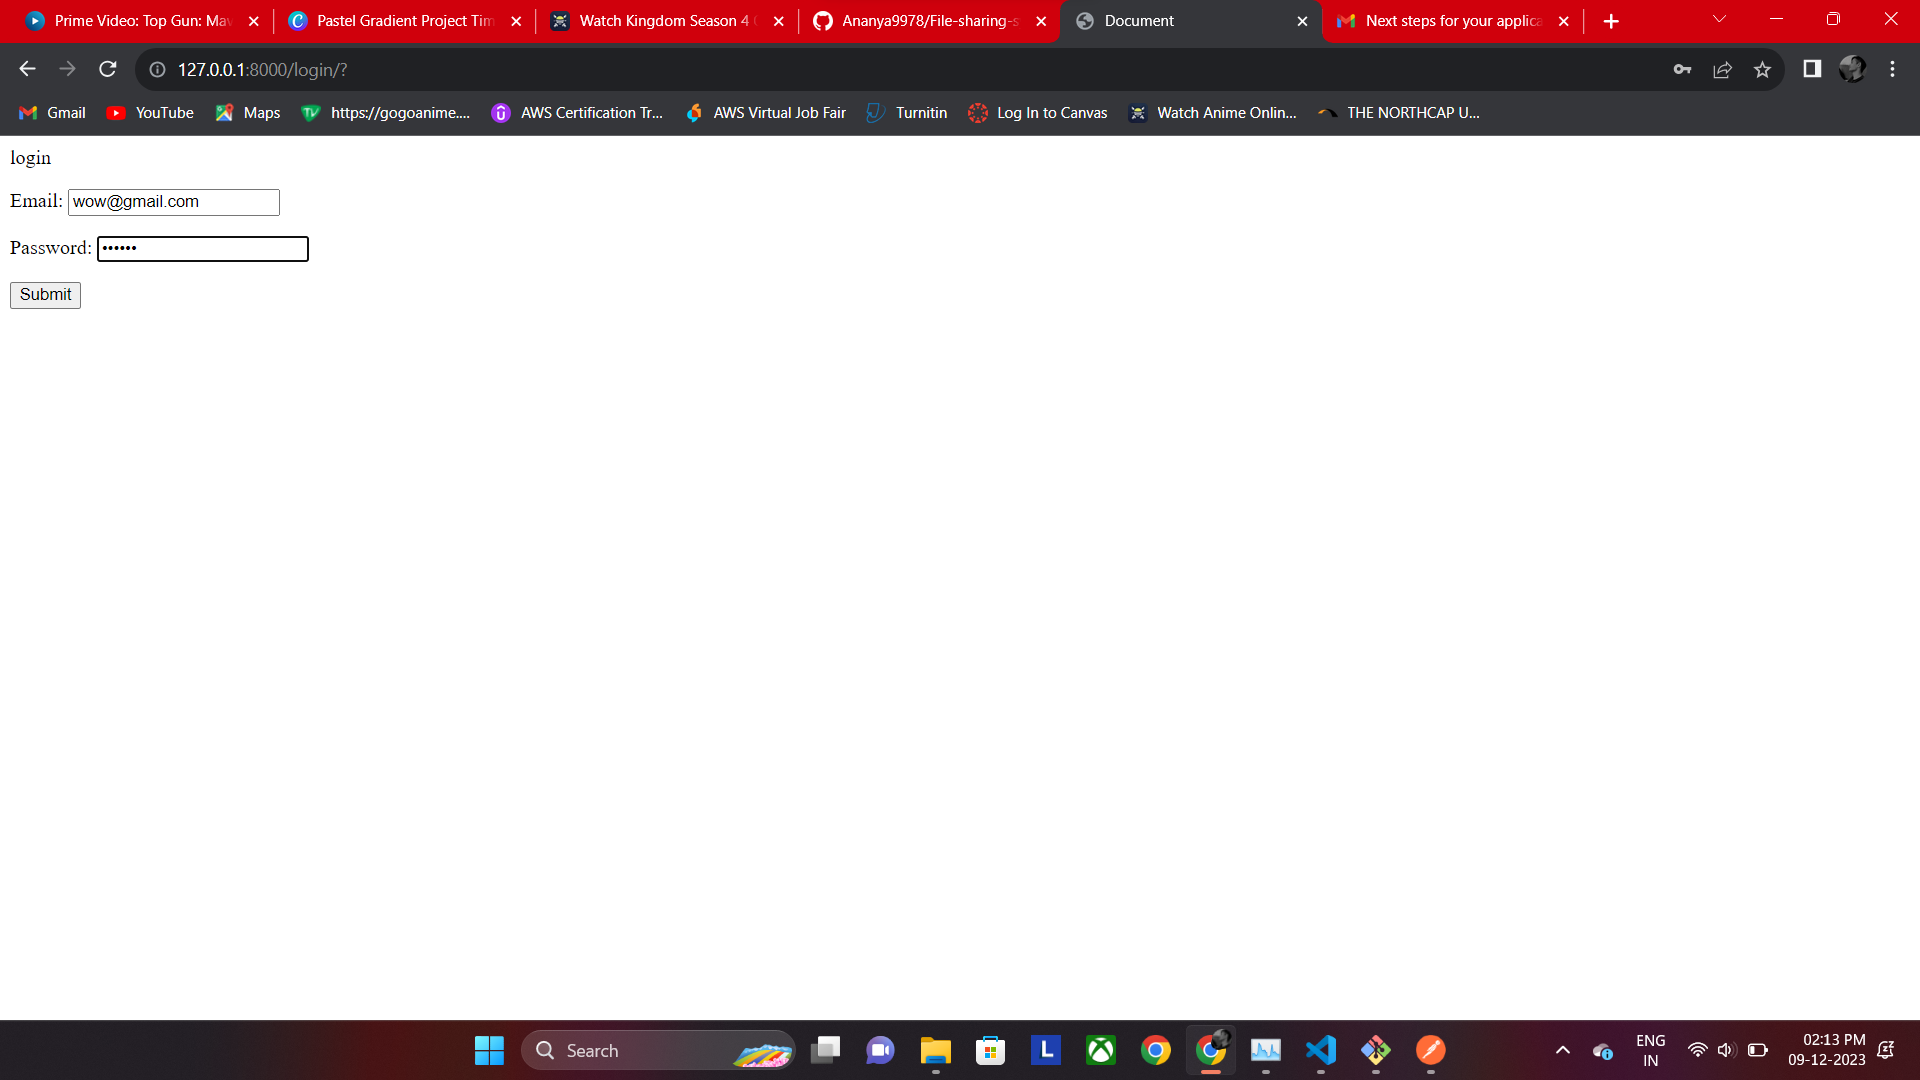 Prime Video: Top Gun: Mav
Pastel Gradient Project Tim
Watch Kingdom Season 4
Ananya9978/File-sharing-s
Document
Next steps for your applica
127.0.0.1:8000/login/?
Gmail
YouTube
Maps
https://gogoanime....
AWS Certification Tr...
AWS Virtual Job Fair
Turnitin
Log In to Canvas
Watch Anime Onlin...
THE NORTHCAP U...
login
Email: wow@gmail.com
Password: ••••••
Submit
Search
ENG
IN
02:13 PM
09-12-2023